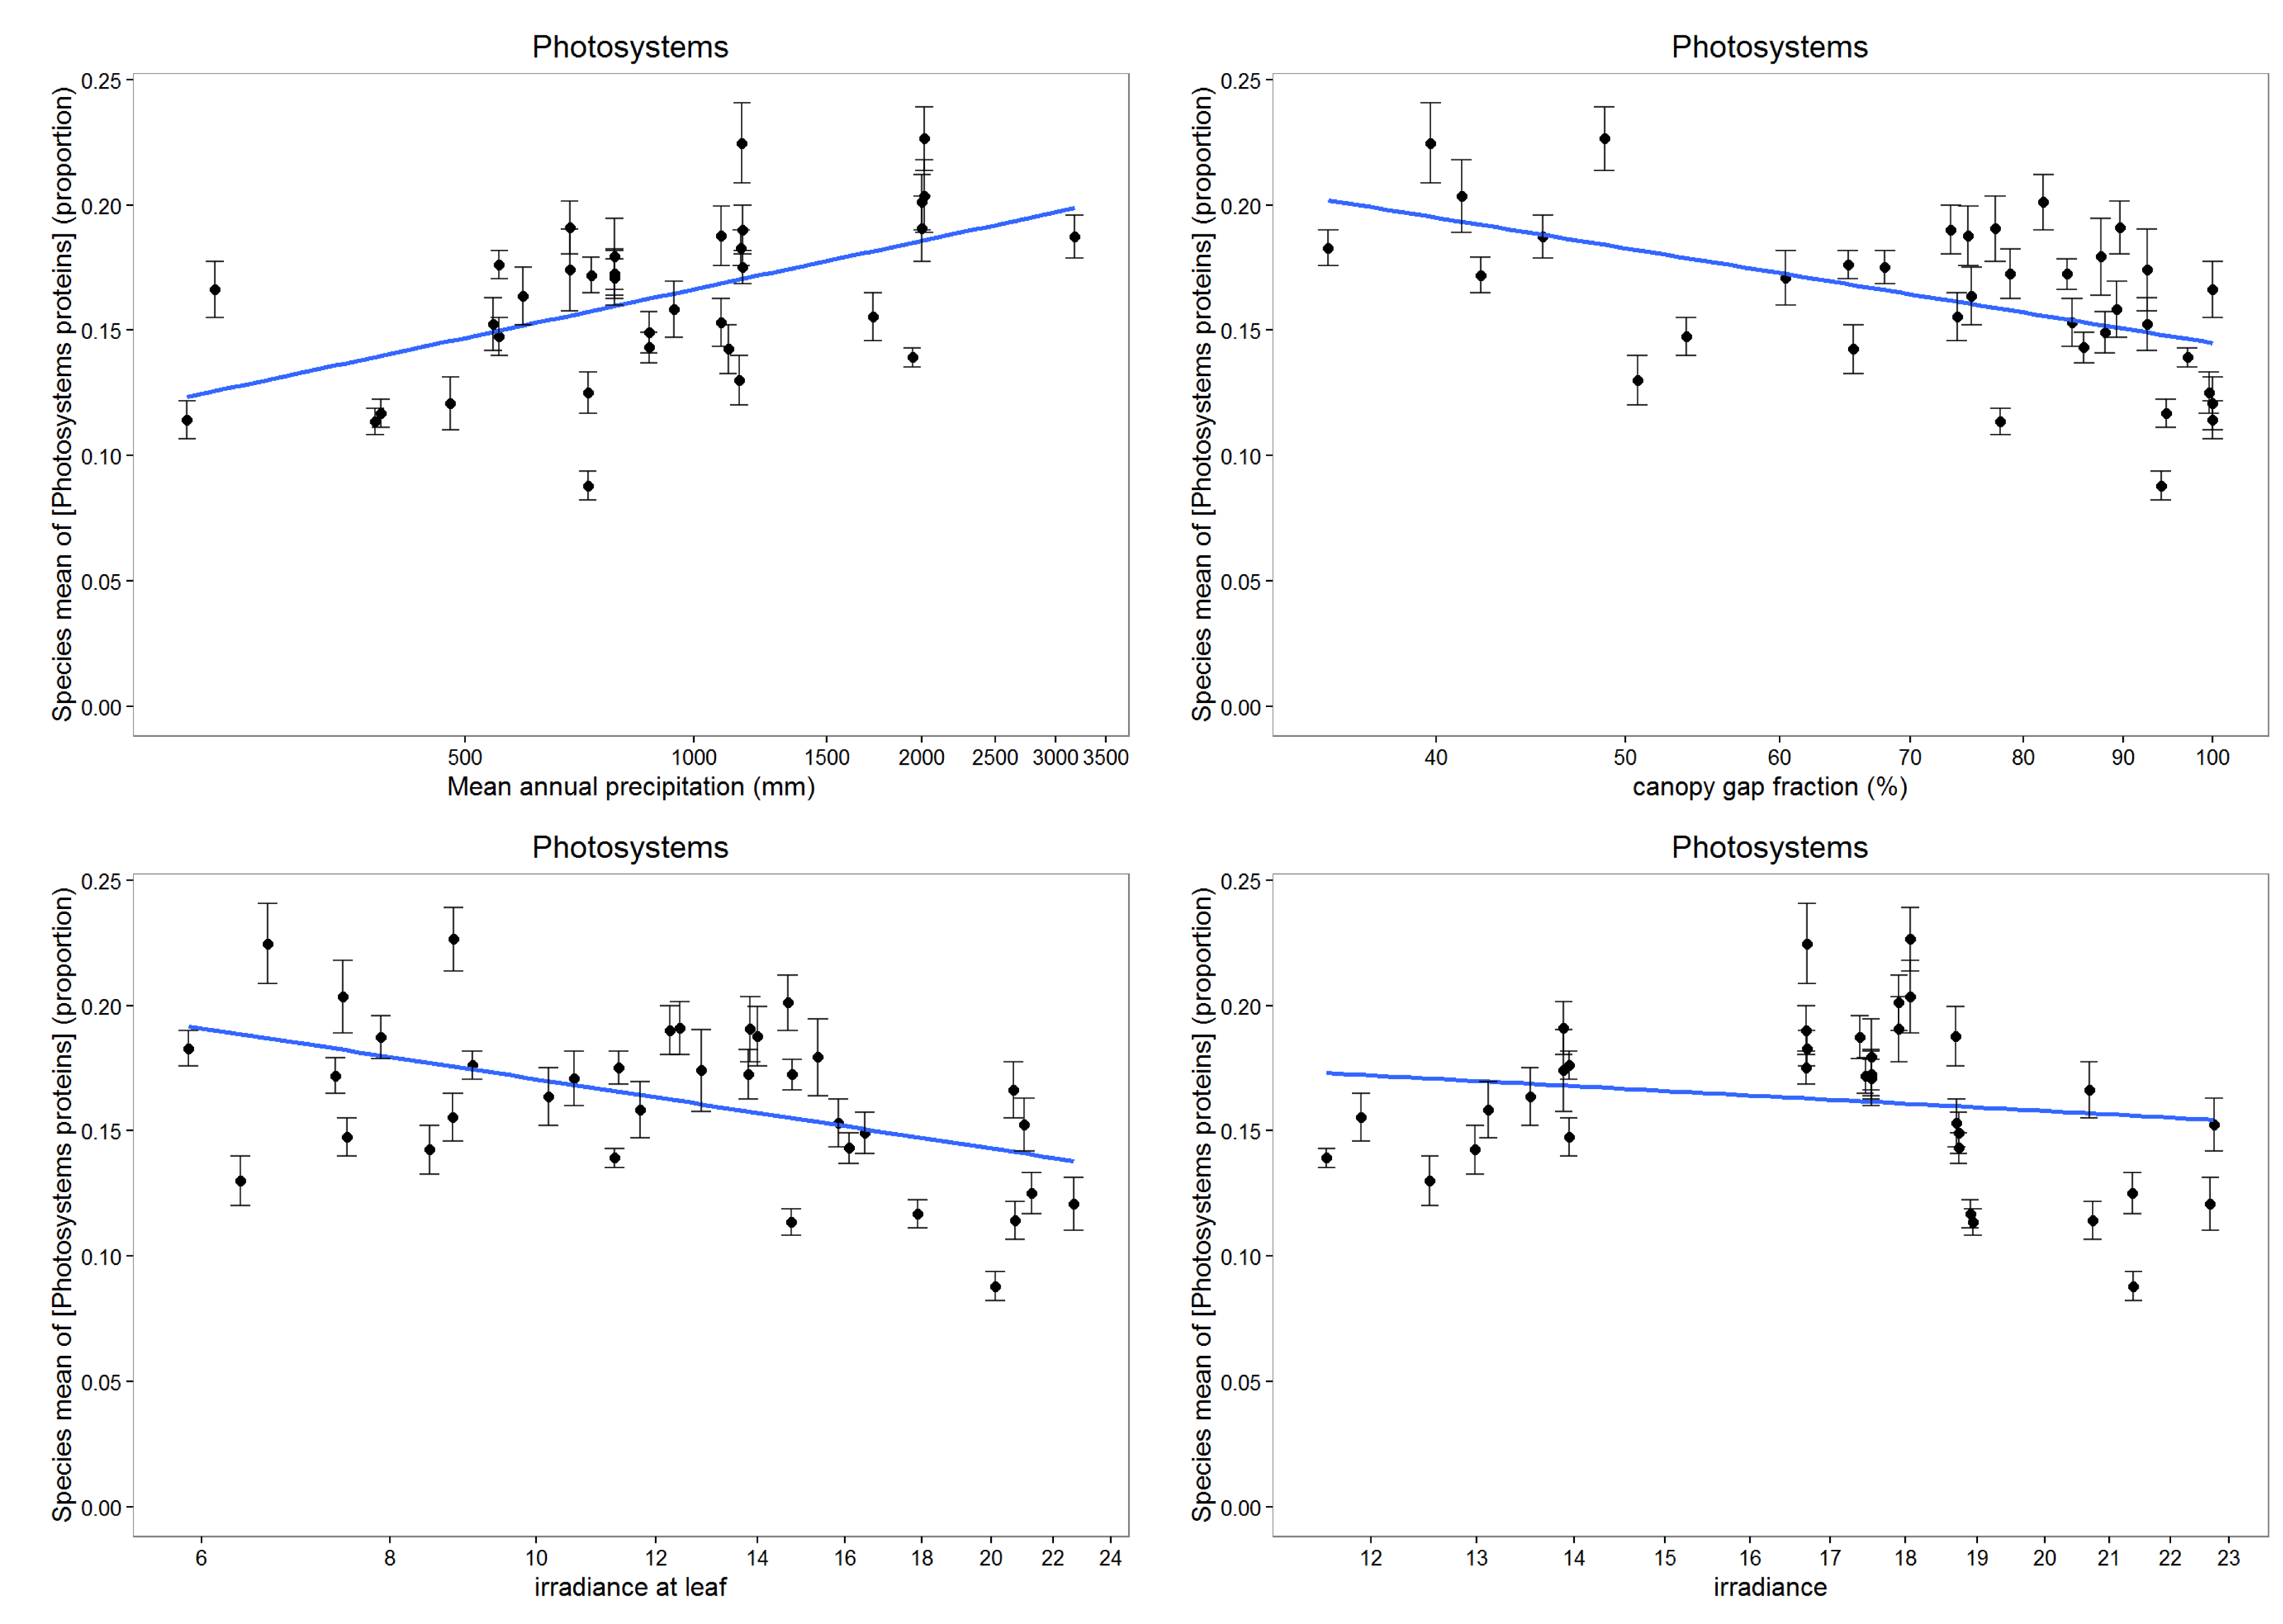 Photosystems
Species mean of [Photosystems proteins] (proportion)
0.25
0.20
0.15
0.10
0.05
0.00
500 1000 1500 2000 2500 3000 3500
Mean annual precipitation (mm)
Photosystems
Species mean of [Photosystems proteins] (proportion)
0.25
0.20
0.15
0.10
0.05
0.00
40 50 60 70 80 90 100
canopy gap fraction (%)
Photosystems
Species mean of [Photosystems proteins] (proportion)
0.25
0.20
0.15
0.10
0.05
0.00
6 8 10 12 14 16 18 20 22 24
irradiance at leaf
Photosystems
Species mean of [Photosystems proteins] (proportion)
0.25
0.20
0.15
0.10
0.05
0.00
12 13 14 15 16 17 18 19 20 21 22 23
irradiance